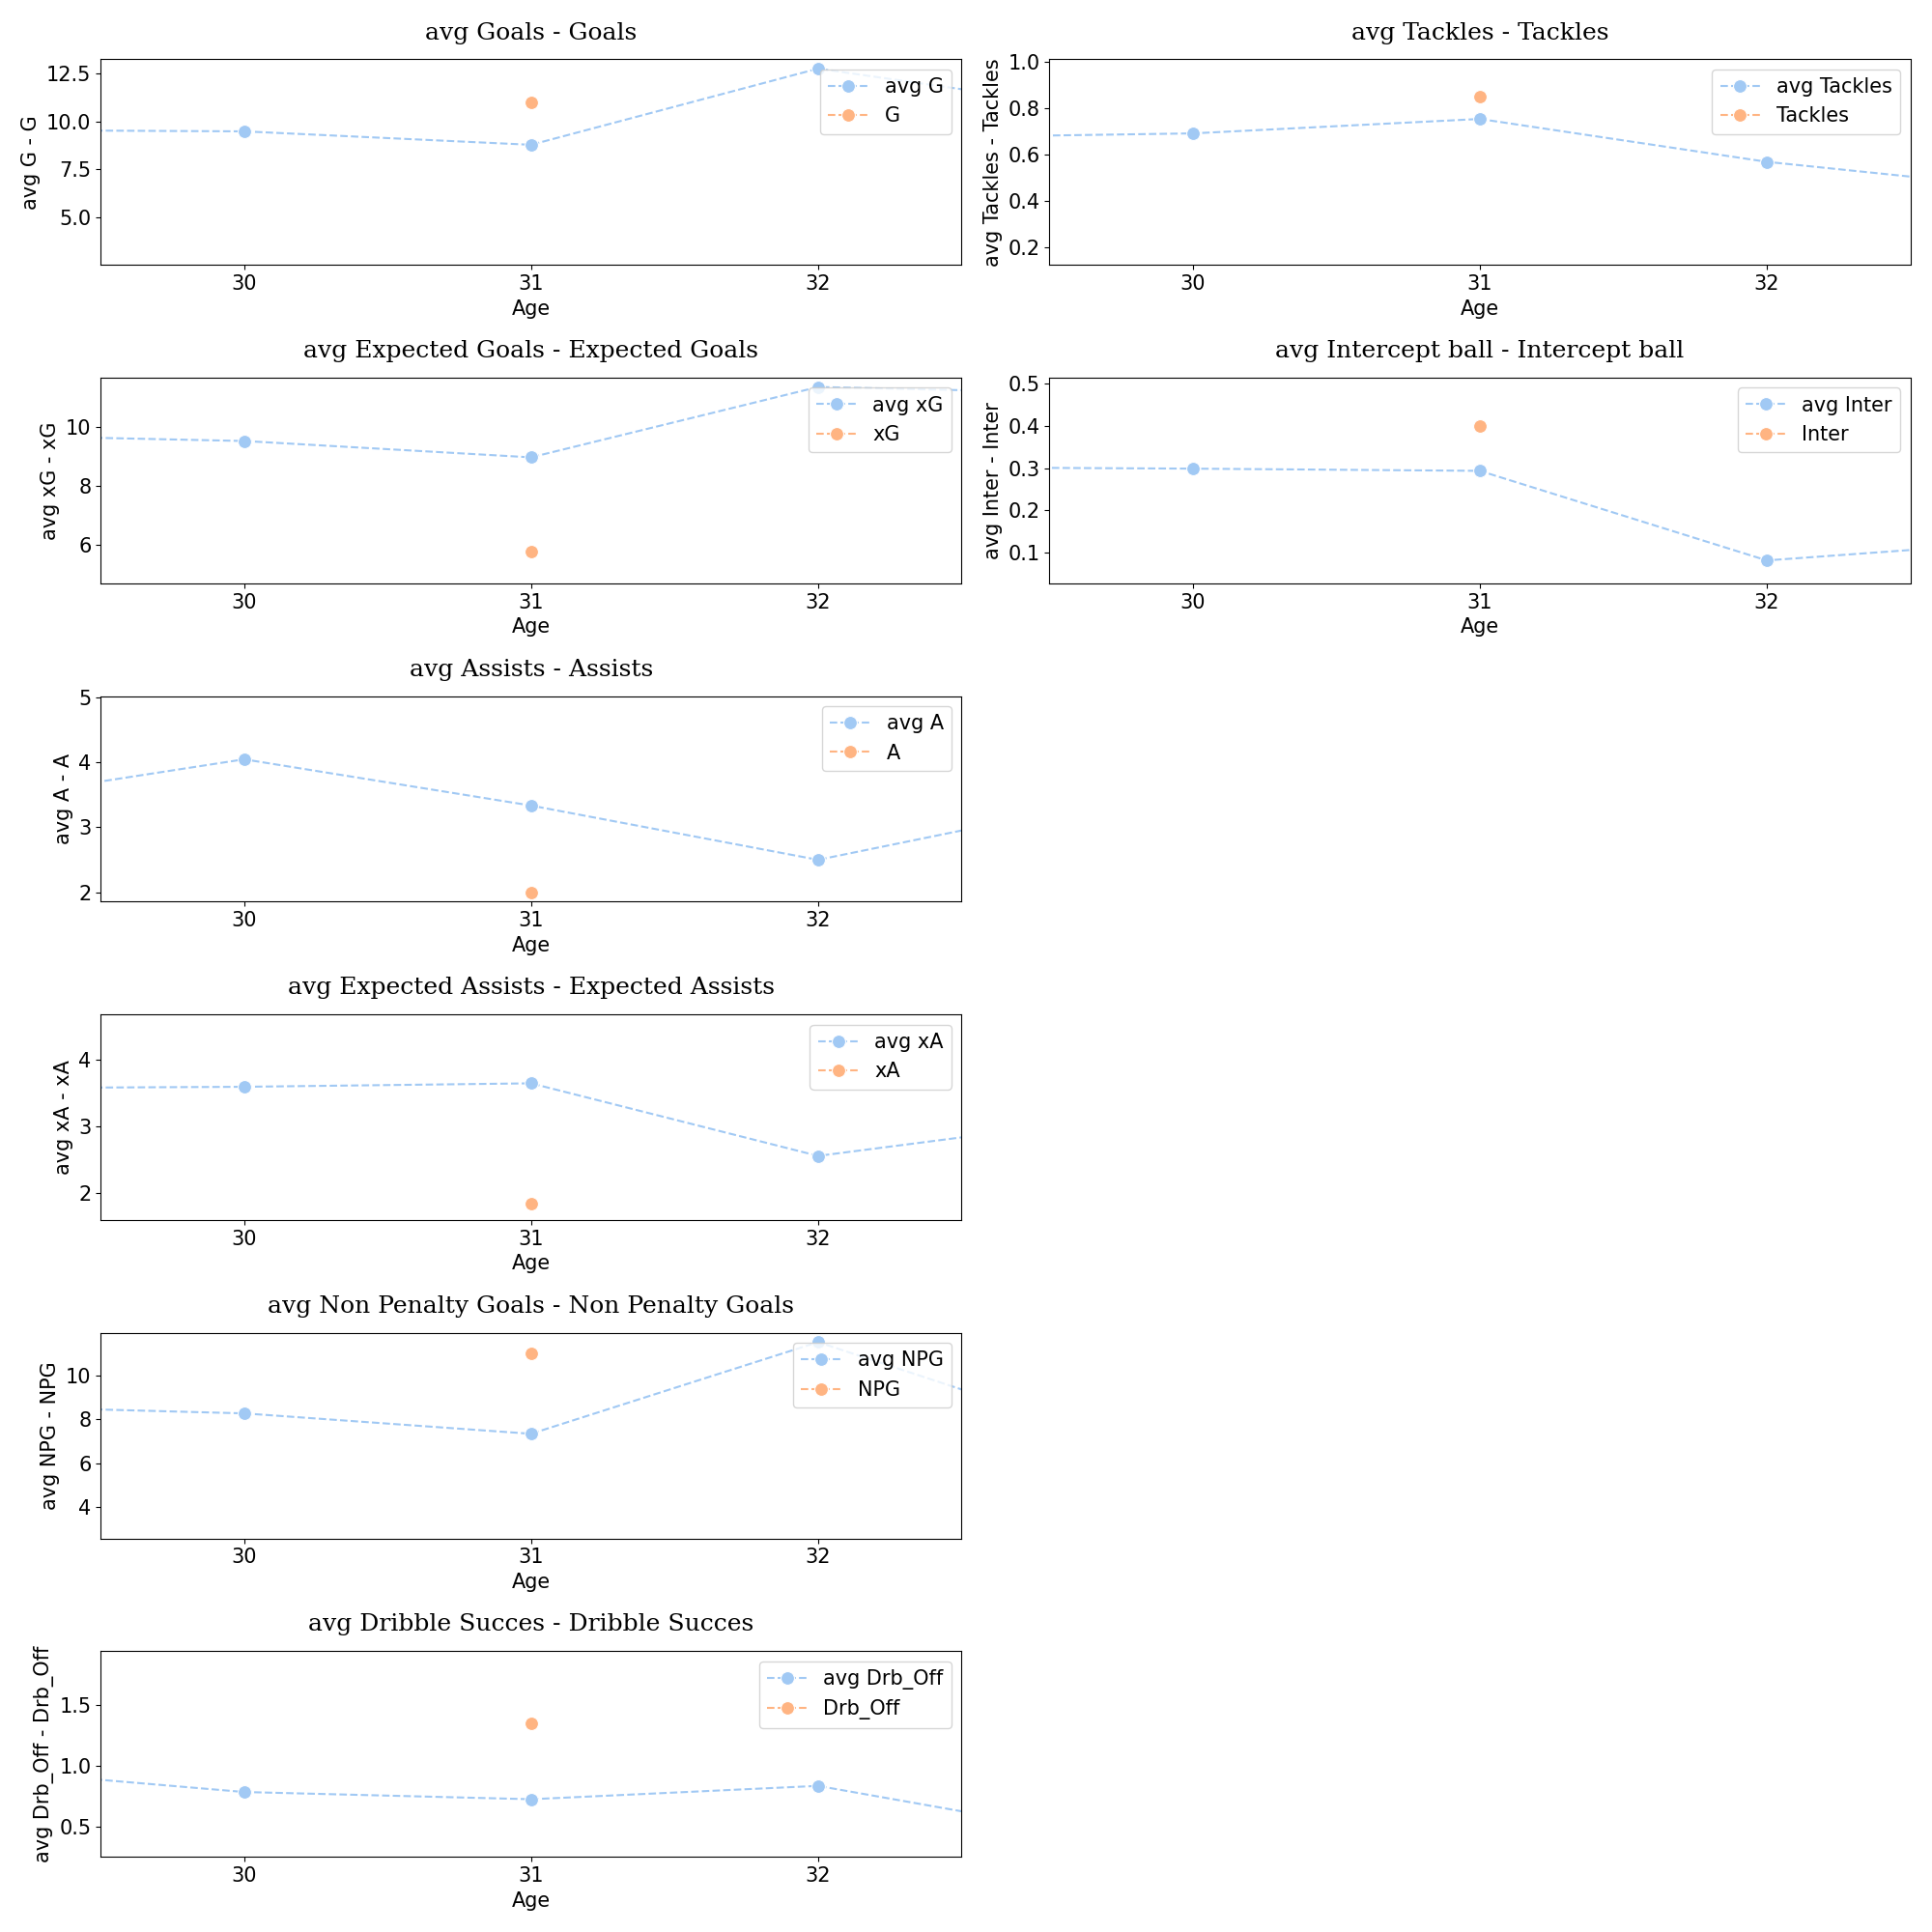 avg Goals - Goals
avg G - G
12.5
10.0
7.5
5.0
avg G
G
30
31
32
Age
avg Tackles - Tackles
avg Tackles - Tackles
1.0
0.8
0.6
0.4
0.2
avg Tackles
Tackles
30
31
32
Age
avg Expected Goals - Expected Goals
avg xG - xG
10
8
6
avg xG
xG
30
31
32
Age
avg Intercept ball - Intercept ball
avg Inter - Inter
0.5
0.4
0.3
0.2
0.1
avg Inter
Inter
30
31
32
Age
avg Assists - Assists
avg A - A
5
4
3
2
avg A
A
30
31
32
Age
avg Expected Assists - Expected Assists
avg xA - xA
4
3
2
avg xA
xA
30
31
32
Age
avg Non Penalty Goals - Non Penalty Goals
avg NPG - NPG
10
8
6
4
avg NPG
NPG
30
31
32
Age
avg Dribble Succes - Dribble Succes
avg Drb_Off - Drb_Off
1.5
1.0
0.5
avg Drb_Off
Drb_Off
30
31
32
Age